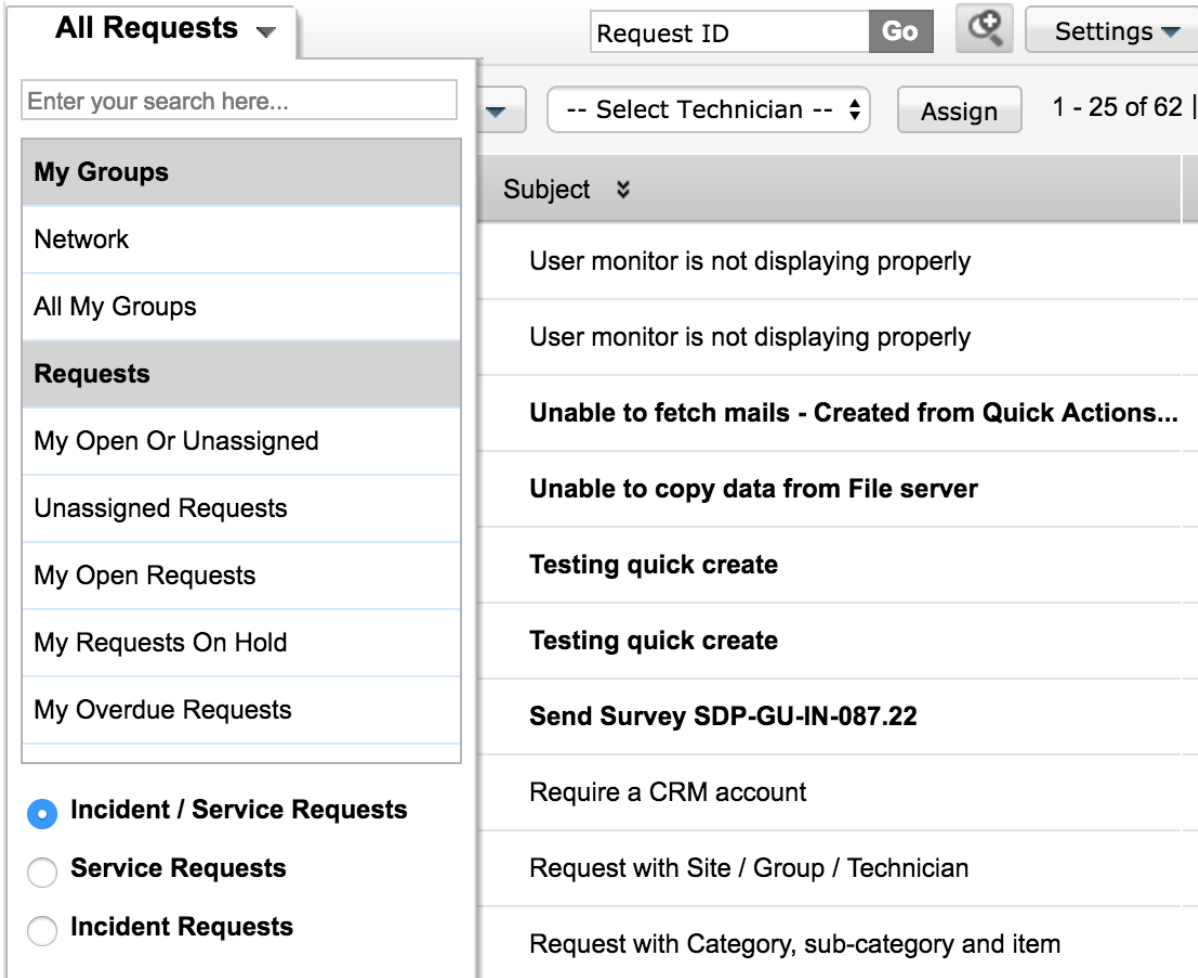 All Requests
Request ID
Go
Settings
Enter your search here...
-- Select Technician --
Assign
1 - 25 of 62 |
My Groups
Network
All My Groups
Requests
My Open Or Unassigned
Unassigned Requests
My Open Requests
My Requests On Hold
My Overdue Requests
Incident / Service Requests
Service Requests
Incident Requests
Subject
User monitor is not displaying properly
User monitor is not displaying properly
Unable to fetch mails - Created from Quick Actions...
Unable to copy data from File server
Testing quick create
Testing quick create
Send Survey SDP-GU-IN-087.22
Require a CRM account
Request with Site / Group / Technician
Request with Category, sub-category and item